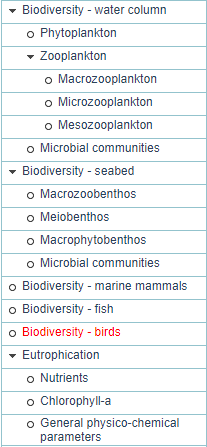 Biodiversity - water column
Phytoplankton
Zooplankton
Macrozooplankton
Microzooplankton
Mesozooplankton
Microbial communities
Biodiversity - seabed
Macrozoobenthos
Meiobenthos
Macrophytobenthos
Microbial communities
Biodiversity - marine mammals
Biodiversity - fish
Biodiversity - birds
Eutrophication
Nutrients
Chlorophyll-a
General physico-chemical
parameters